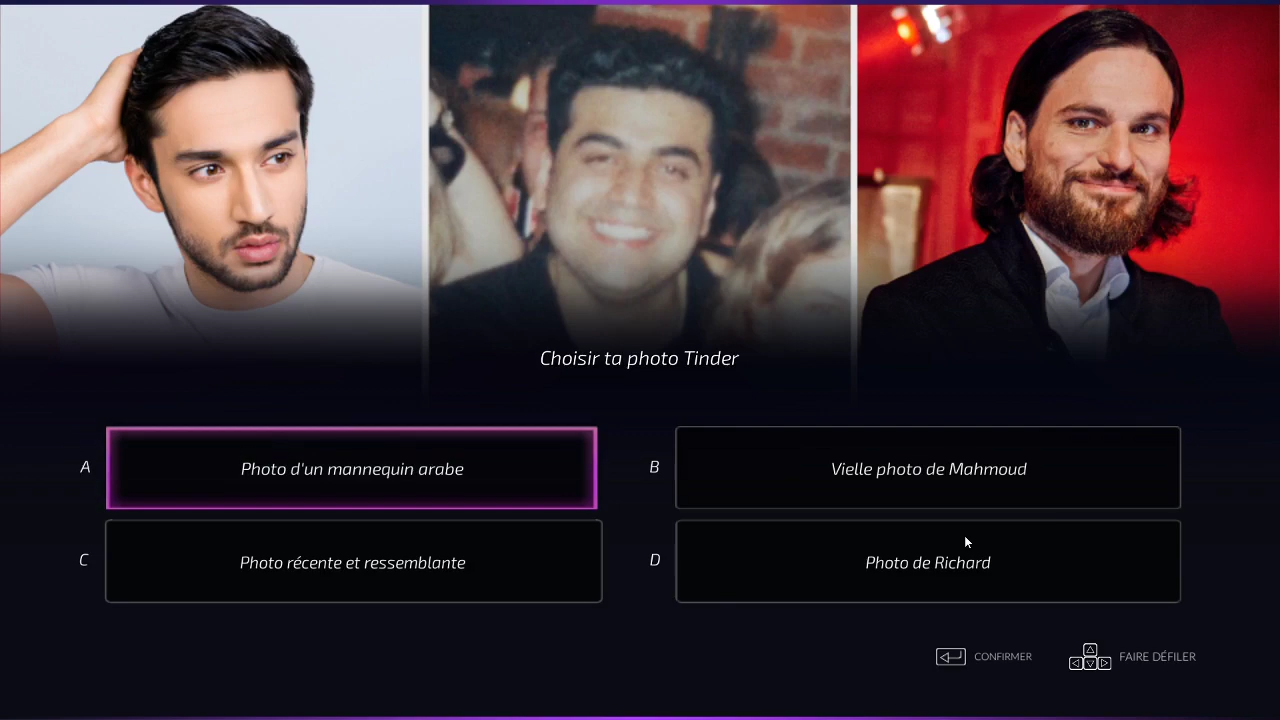 Choisir ta photo Tinder
A
Photo d'un mannequin arabe
B
Vielle photo de Mahmoud
C
Photo récente et ressemblante
D
Photo de Richard
CONFIRMER
FAIRE DÉFILER